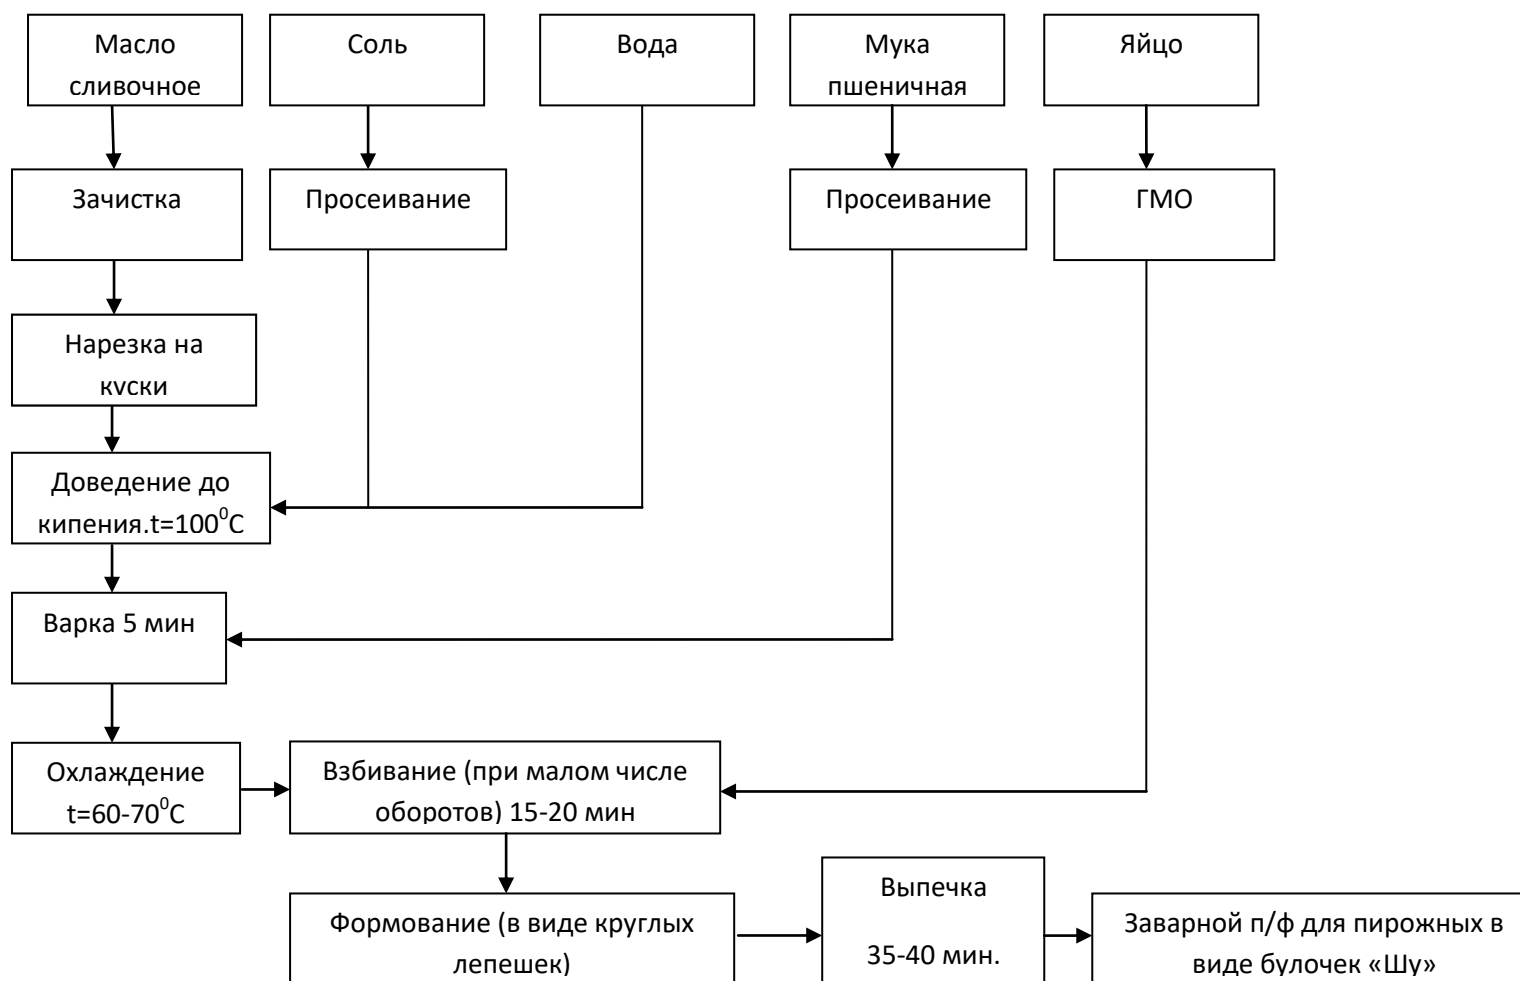 Масло
сливочное
Соль
Вода
Мука
пшеничная
Яйцо
Зачистка
Просеивание
Просеивание
ГМО
Нарезка на
куски
Доведение до
кипения.t=100⁰С
Варка 5 мин
Охлаждение
t=60-70⁰С
Взбивание (при малом числе
оборотов) 15-20 мин
Формование (в виде круглых
лепешек)
Выпечка
35-40 мин.
Заварной п/ф для пирожных в
виде булочек «Шу»